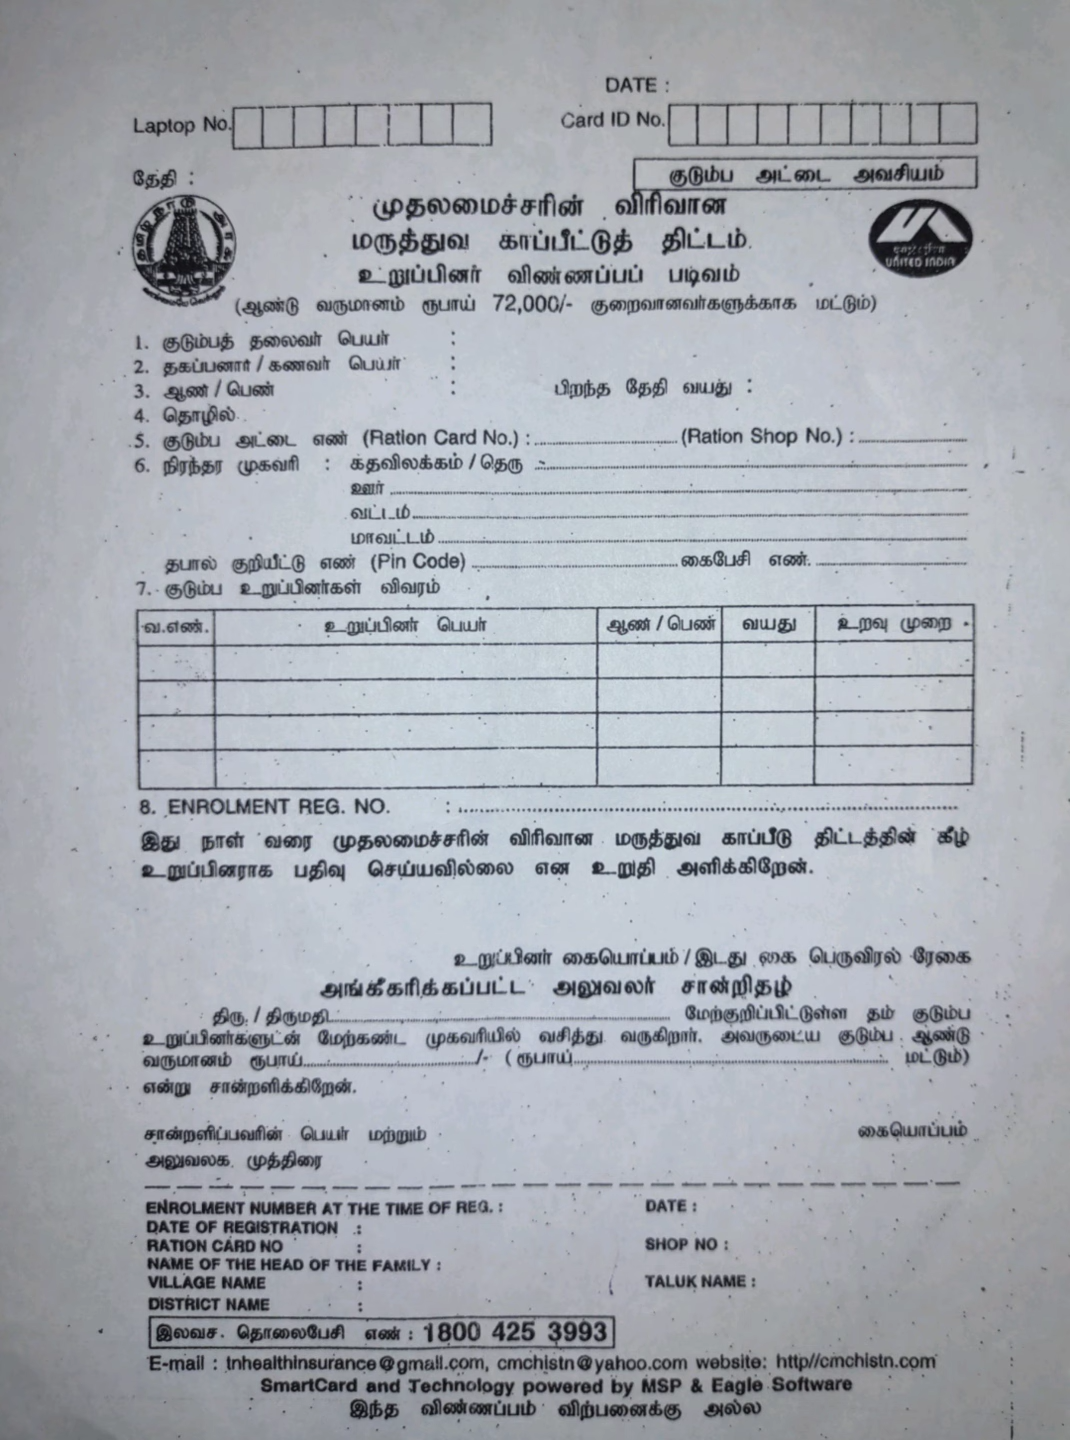 DATE :
Laptop No. Card ID No.
தேதி : குடும்ப அட்டை அவசியம்
தமிழ்நாடு அரசு
வாய்மையே வெல்லும்
முதலமைச்சரின் விரிவான
மருத்துவ காப்பீட்டுத் திட்டம்
UNITED INDIA
உறுப்பினர் விண்ணப்பப் படிவம்
(ஆண்டு வருமானம் ரூபாய் 72,000/- குறைவானவர்களுக்காக மட்டும்)
1. குடும்பத் தலைவர் பெயர் :
2. தகப்பனார் / கணவர் பெயர் :
3. ஆண் / பெண் : பிறந்த தேதி வயது :
4. தொழில்
5. குடும்ப அட்டை எண் (Ration Card No.) : (Ration Shop No.) :
6. நிரந்தர முகவரி : கதவிலக்கம் / தெரு
ஊர்
வட்டம்
மாவட்டம்
தபால் குறியீட்டு எண் (Pin Code) கைபேசி எண்.
7. குடும்ப உறுப்பினர்கள் விவரம்
வ.எண். உறுப்பினர் பெயர் ஆண் / பெண் வயது உறவு முறை
8. ENROLMENT REG. NO. :
இது நாள் வரை முதலமைச்சரின் விரிவான மருத்துவ காப்பீடு திட்டத்தின் கீழ்
உறுப்பினராக பதிவு செய்யவில்லை என உறுதி அளிக்கிறேன்.
உறுப்பினர் கையொப்பம் / இடது கை பெருவிரல் ரேகை
அங்கீகரிக்கப்பட்ட அலுவலர் சான்றிதழ்
திரு. / திருமதி மேற்குறிப்பிட்டுள்ள தம் குடும்ப
உறுப்பினர்களுடன் மேற்கண்ட முகவரியில் வசித்து வருகிறார். அவருடைய குடும்ப ஆண்டு
வருமானம் ரூபாய் /- ( ரூபாய் மட்டும்)
என்று சான்றளிக்கிறேன்.
சான்றளிப்பவரின் பெயர் மற்றும் கையொப்பம்
அலுவலக முத்திரை
ENROLMENT NUMBER AT THE TIME OF REG. : DATE :
DATE OF REGISTRATION :
RATION CARD NO : SHOP NO :
NAME OF THE HEAD OF THE FAMILY :
VILLAGE NAME : TALUK NAME :
DISTRICT NAME :
இலவச தொலைபேசி எண் : 1800 425 3993
E-mail : tnhealthinsurance@gmail.com, cmchistn@yahoo.com website: http//cmchistn.com
SmartCard and Technology powered by MSP & Eagle Software
இந்த விண்ணப்பம் விற்பனைக்கு அல்ல